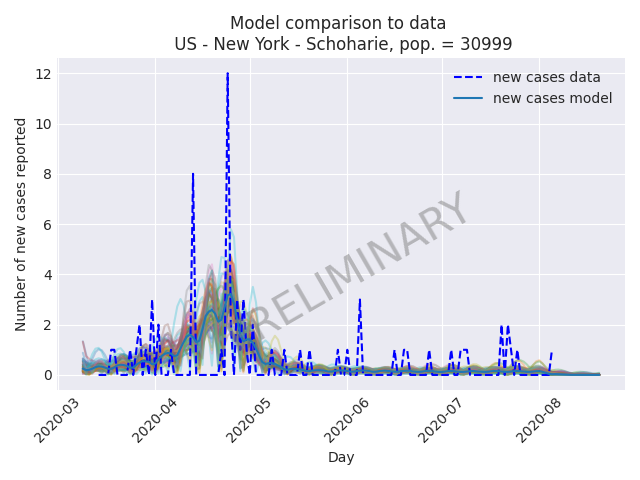 Model comparison to data
US - New York - Schoharie, pop. = 30999
new cases data
new cases model
Number of new cases reported
12
10
8
6
4
2
0
PRELIMINARY
2020-03
2020-04
2020-05
2020-06
2020-07
2020-08
Day